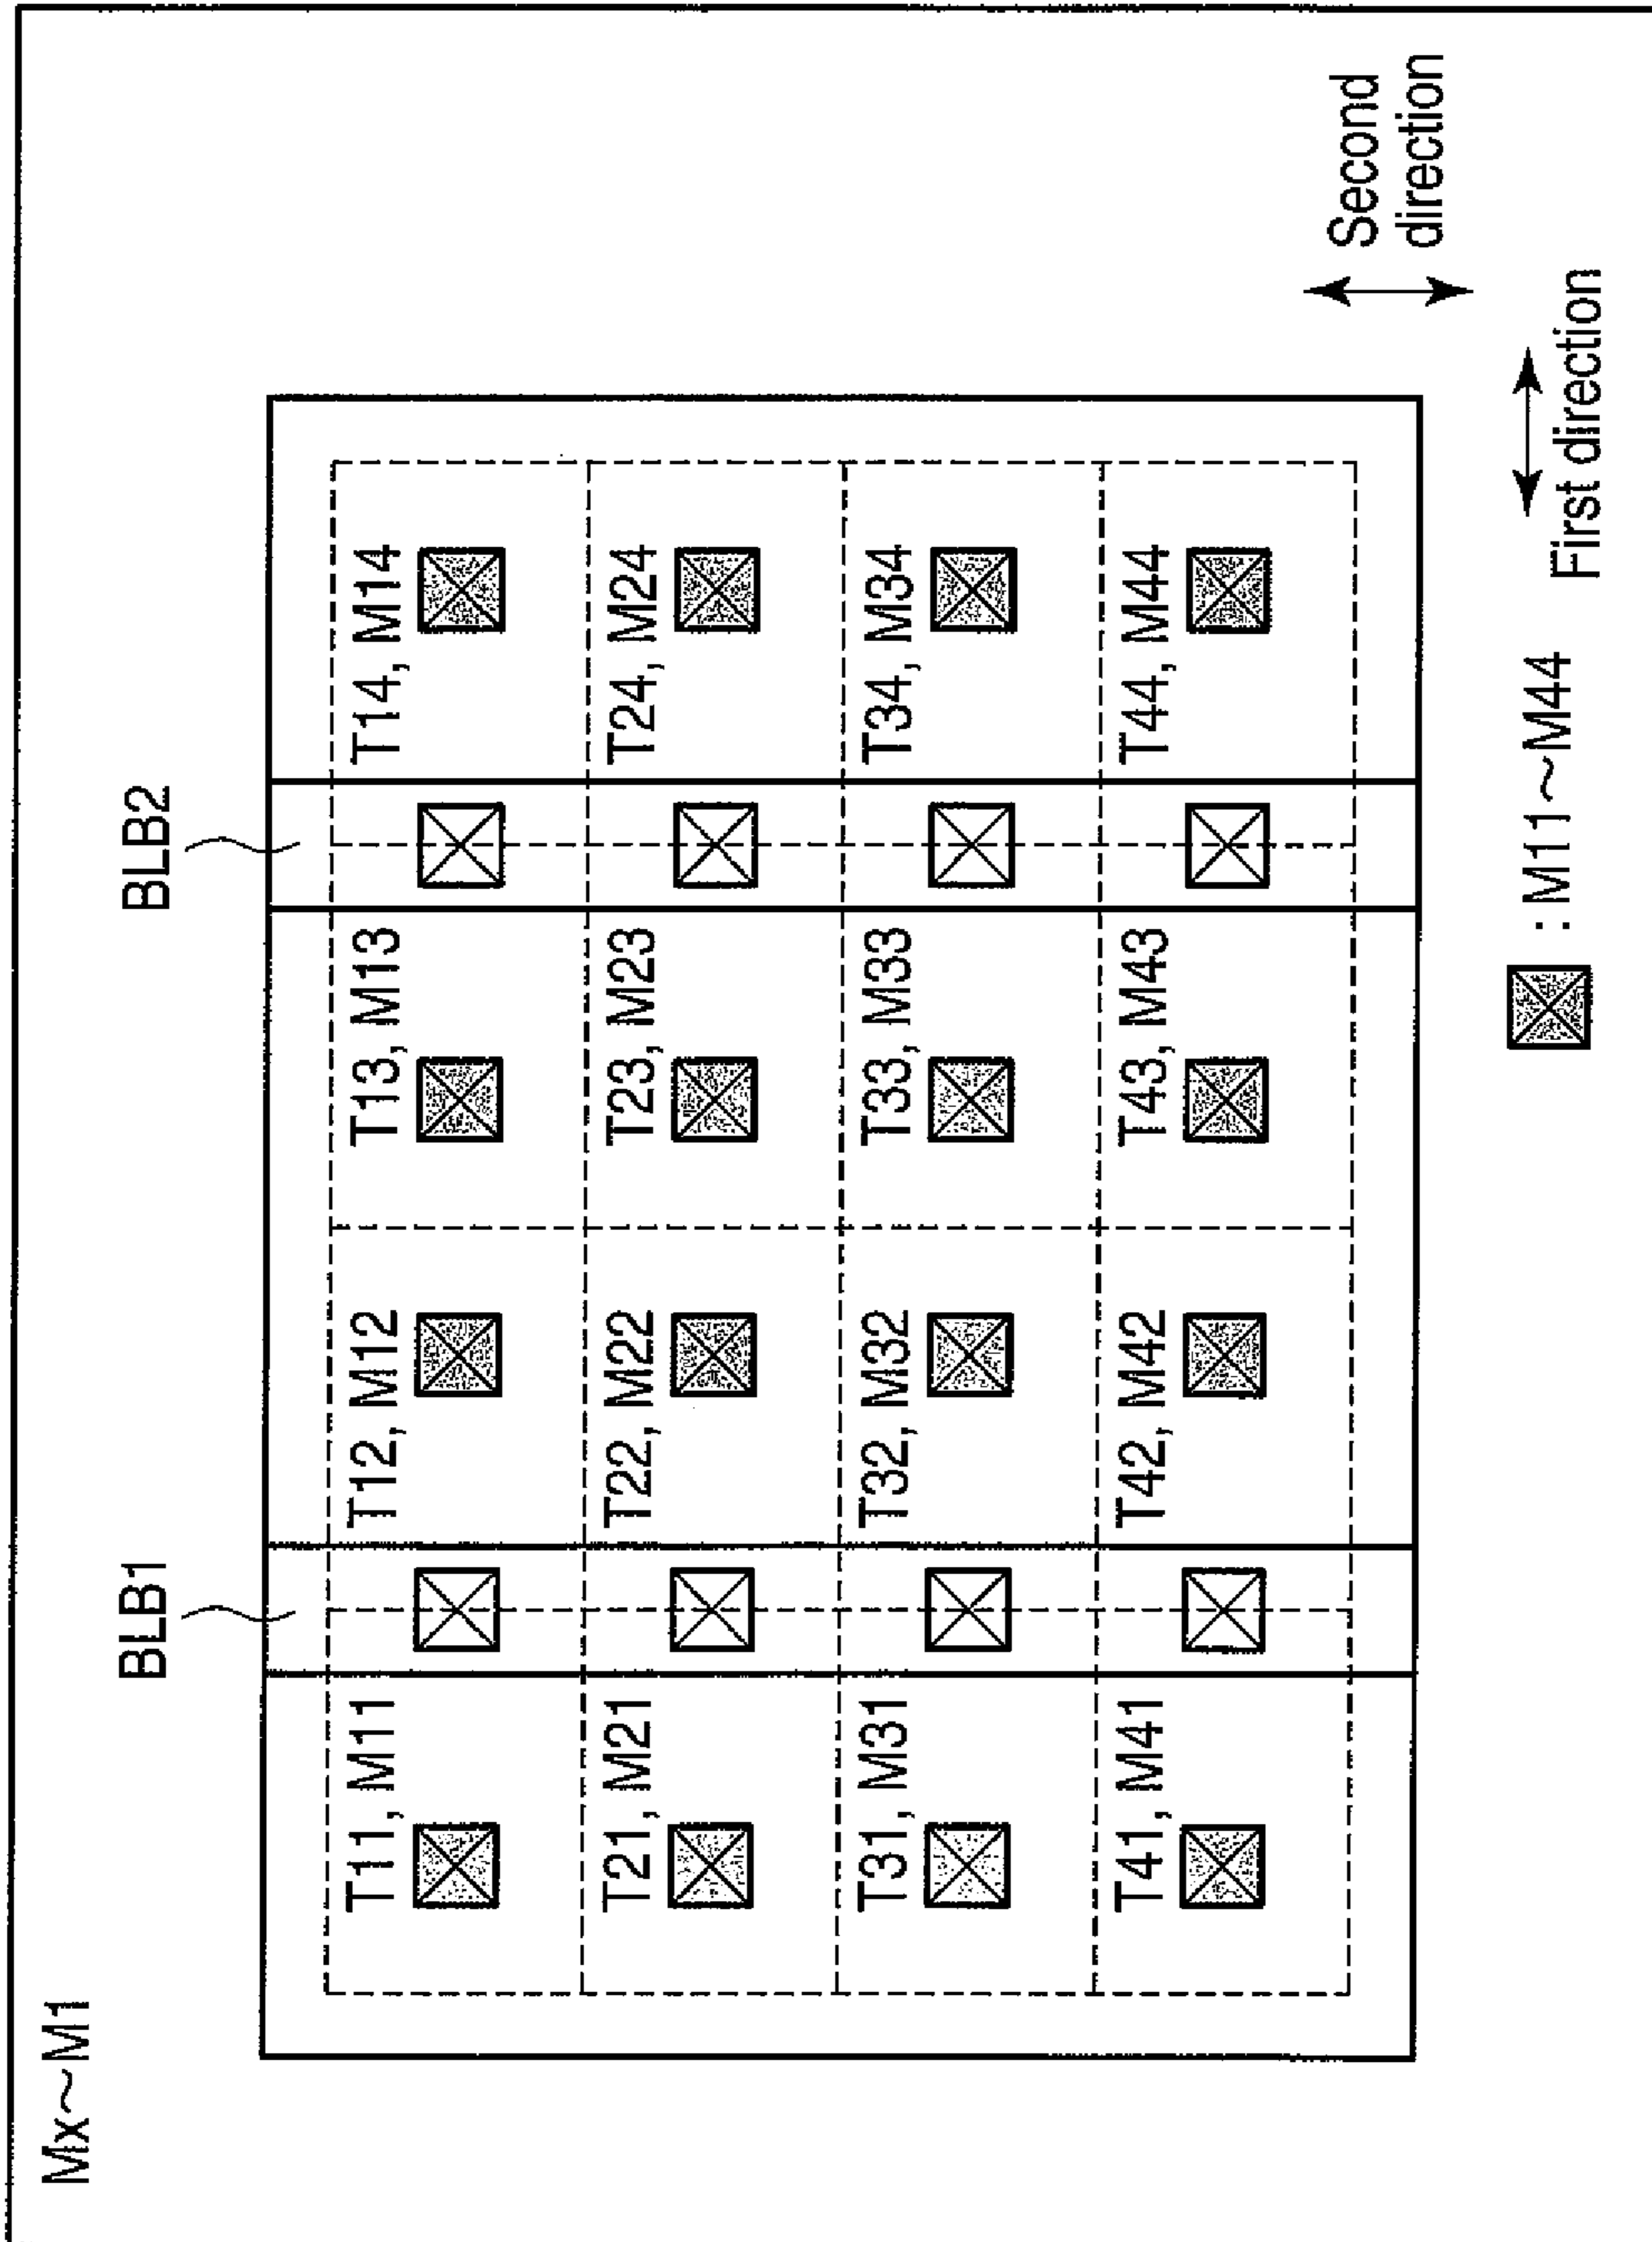 Mx~M1
BLB1
BLB2
T11, M11
T12, M12
T13, M13
T14, M14
T21, M21
T22, M22
T23, M23
T24, M24
T31, M31
T32, M32
T33, M33
T34, M34
T41, M41
T42, M42
T43, M43
T44, M44
Second
direction
: M11~M44
First direction